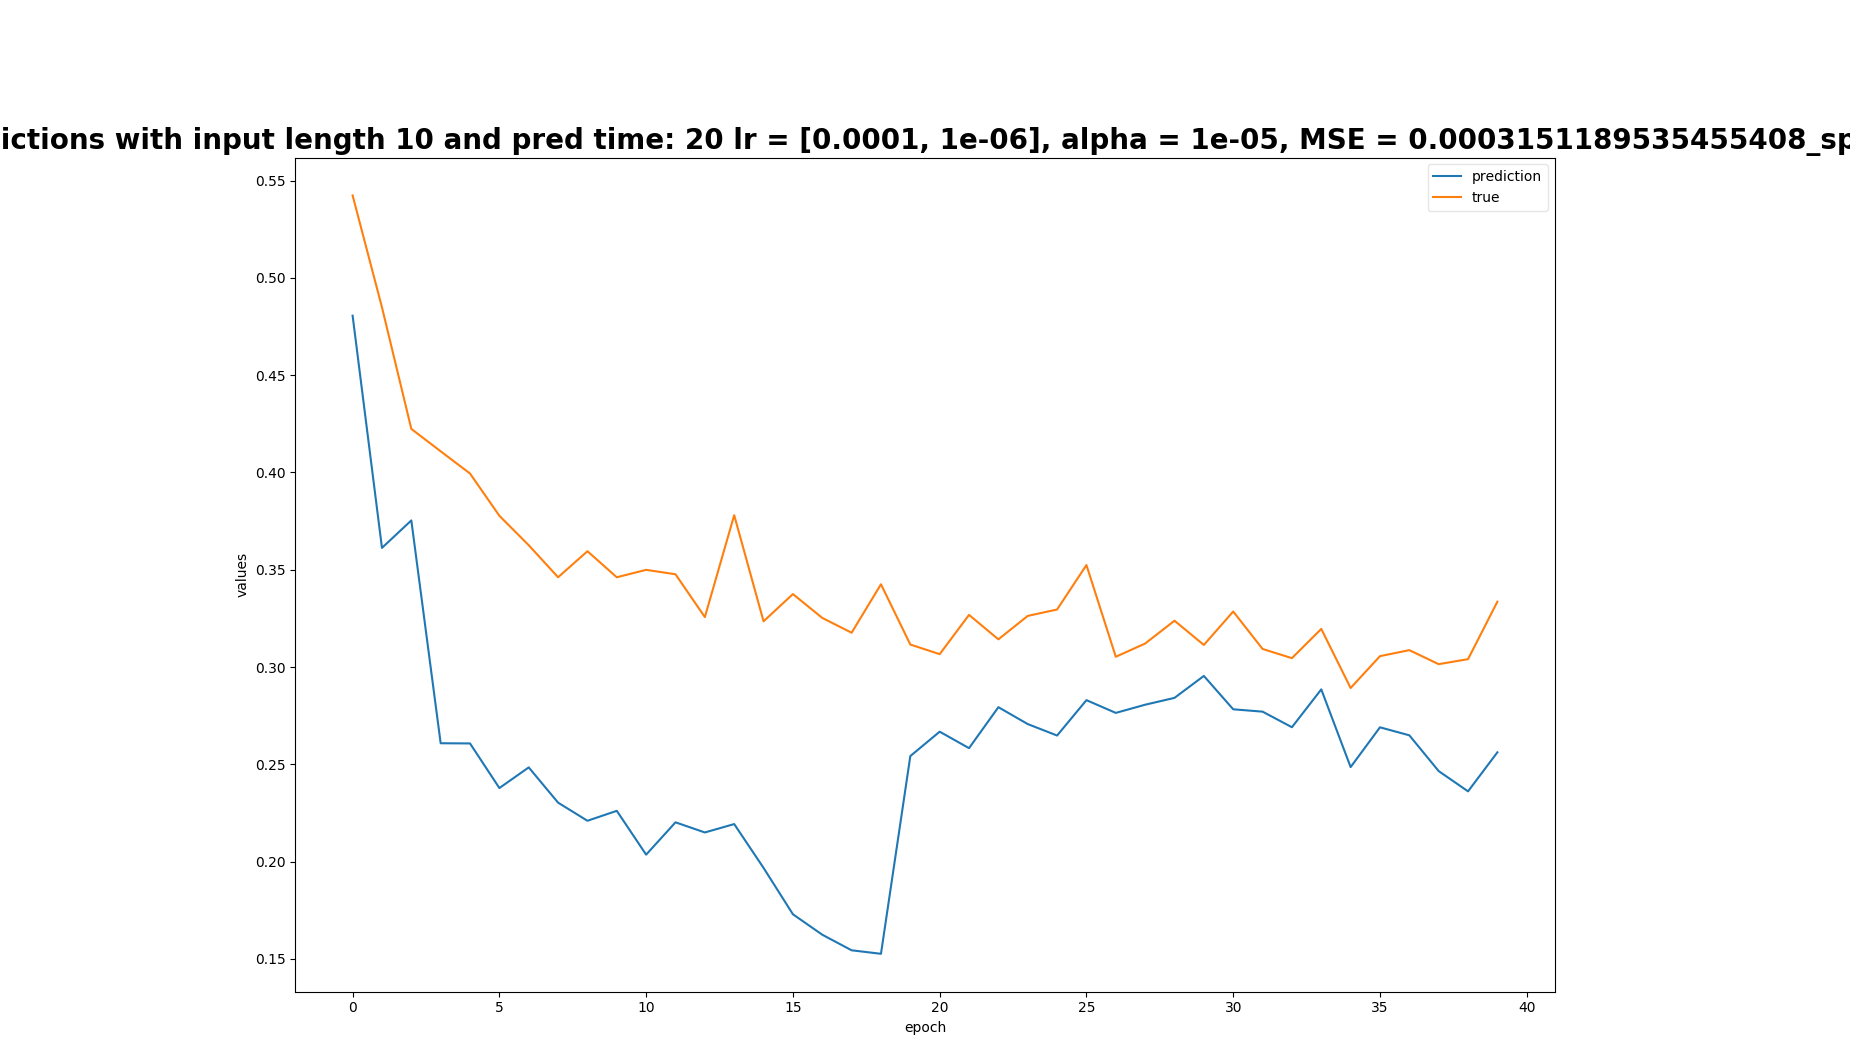 ictions with input length 10 and pred time: 20 lr = [0.0001, 1e-06], alpha = 1e-05, MSE = 0.0003151189535455408_sp
prediction
true
0.55
0.50
0.45
0.40
0.35
0.30
0.25
0.20
0.15
values
0 5 10 15 20 25 30 35 40
epoch